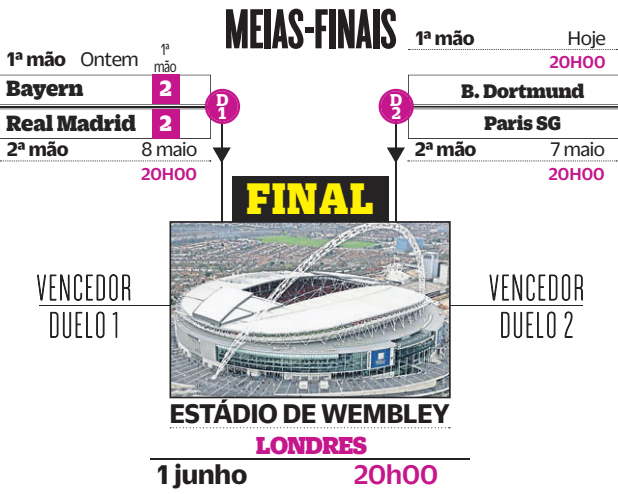 MEIAS-FINAIS
1ª mão Ontem 1ª mão
Bayern 2
Real Madrid 2
2ª mão 8 maio
20H00
D1
1ª mão Hoje
20H00
B. Dortmund
Paris SG
2ª mão 7 maio
20H00
D2
FINAL
VENCEDOR
DUELO 1
VENCEDOR
DUELO 2
ESTÁDIO DE WEMBLEY
LONDRES
1 junho 20h00